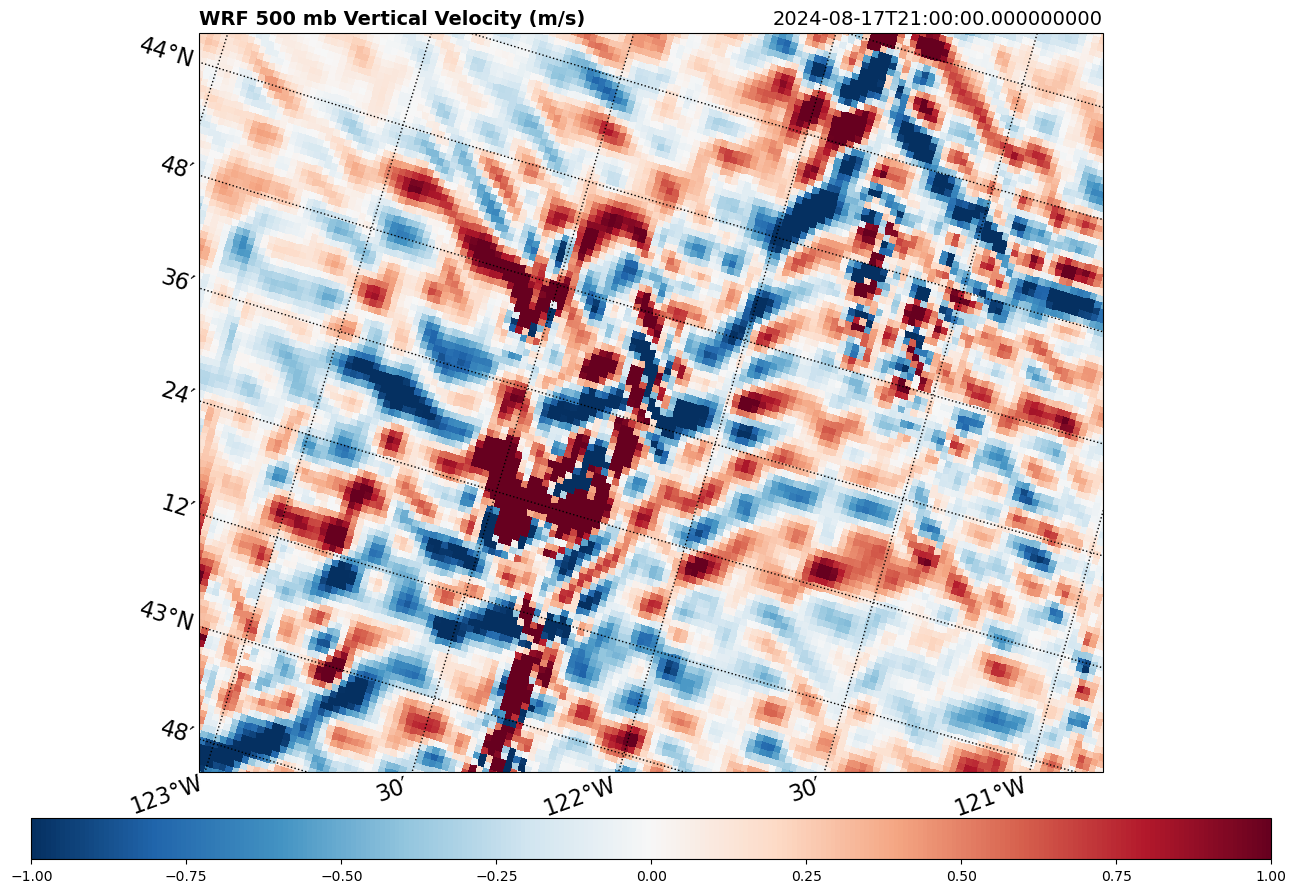 WRF 500 mb Vertical Velocity (m/s) 2024-08-17T21:00:00.000000000
44°N
48′
36′
24′
12′
43°N
48′
123°W 30′ 122°W 30′ 121°W
−1.00 −0.75 −0.50 −0.25 0.00 0.25 0.50 0.75 1.00